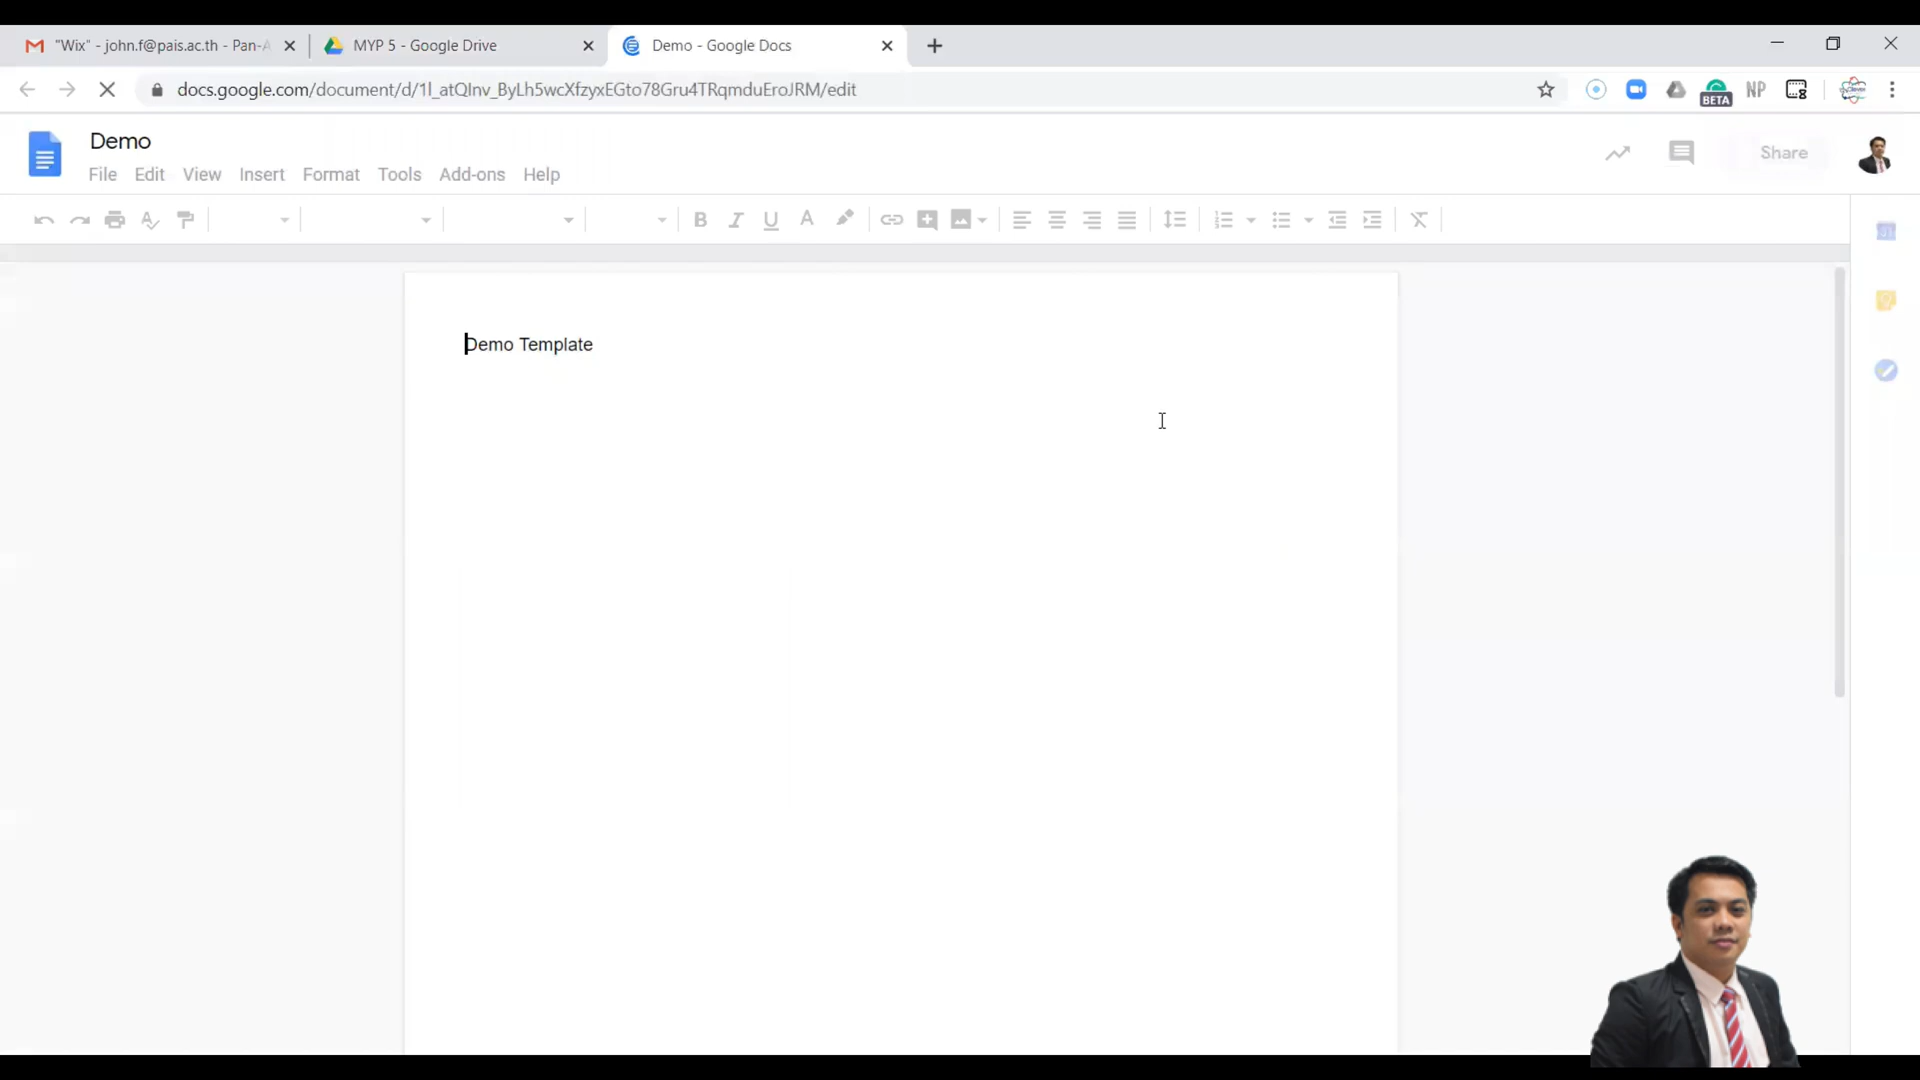 "Wix" - john.f@pais.ac.th - Pan-A
MYP 5 - Google Drive
Demo - Google Docs
docs.google.com/document/d/1l_atQInv_ByLh5wcXfzyxEGto78Gru4TRqmduEroJRM/edit
BETA
NP
Demo
Share
File Edit View Insert Format Tools Add-ons Help
B I U A
Demo Template